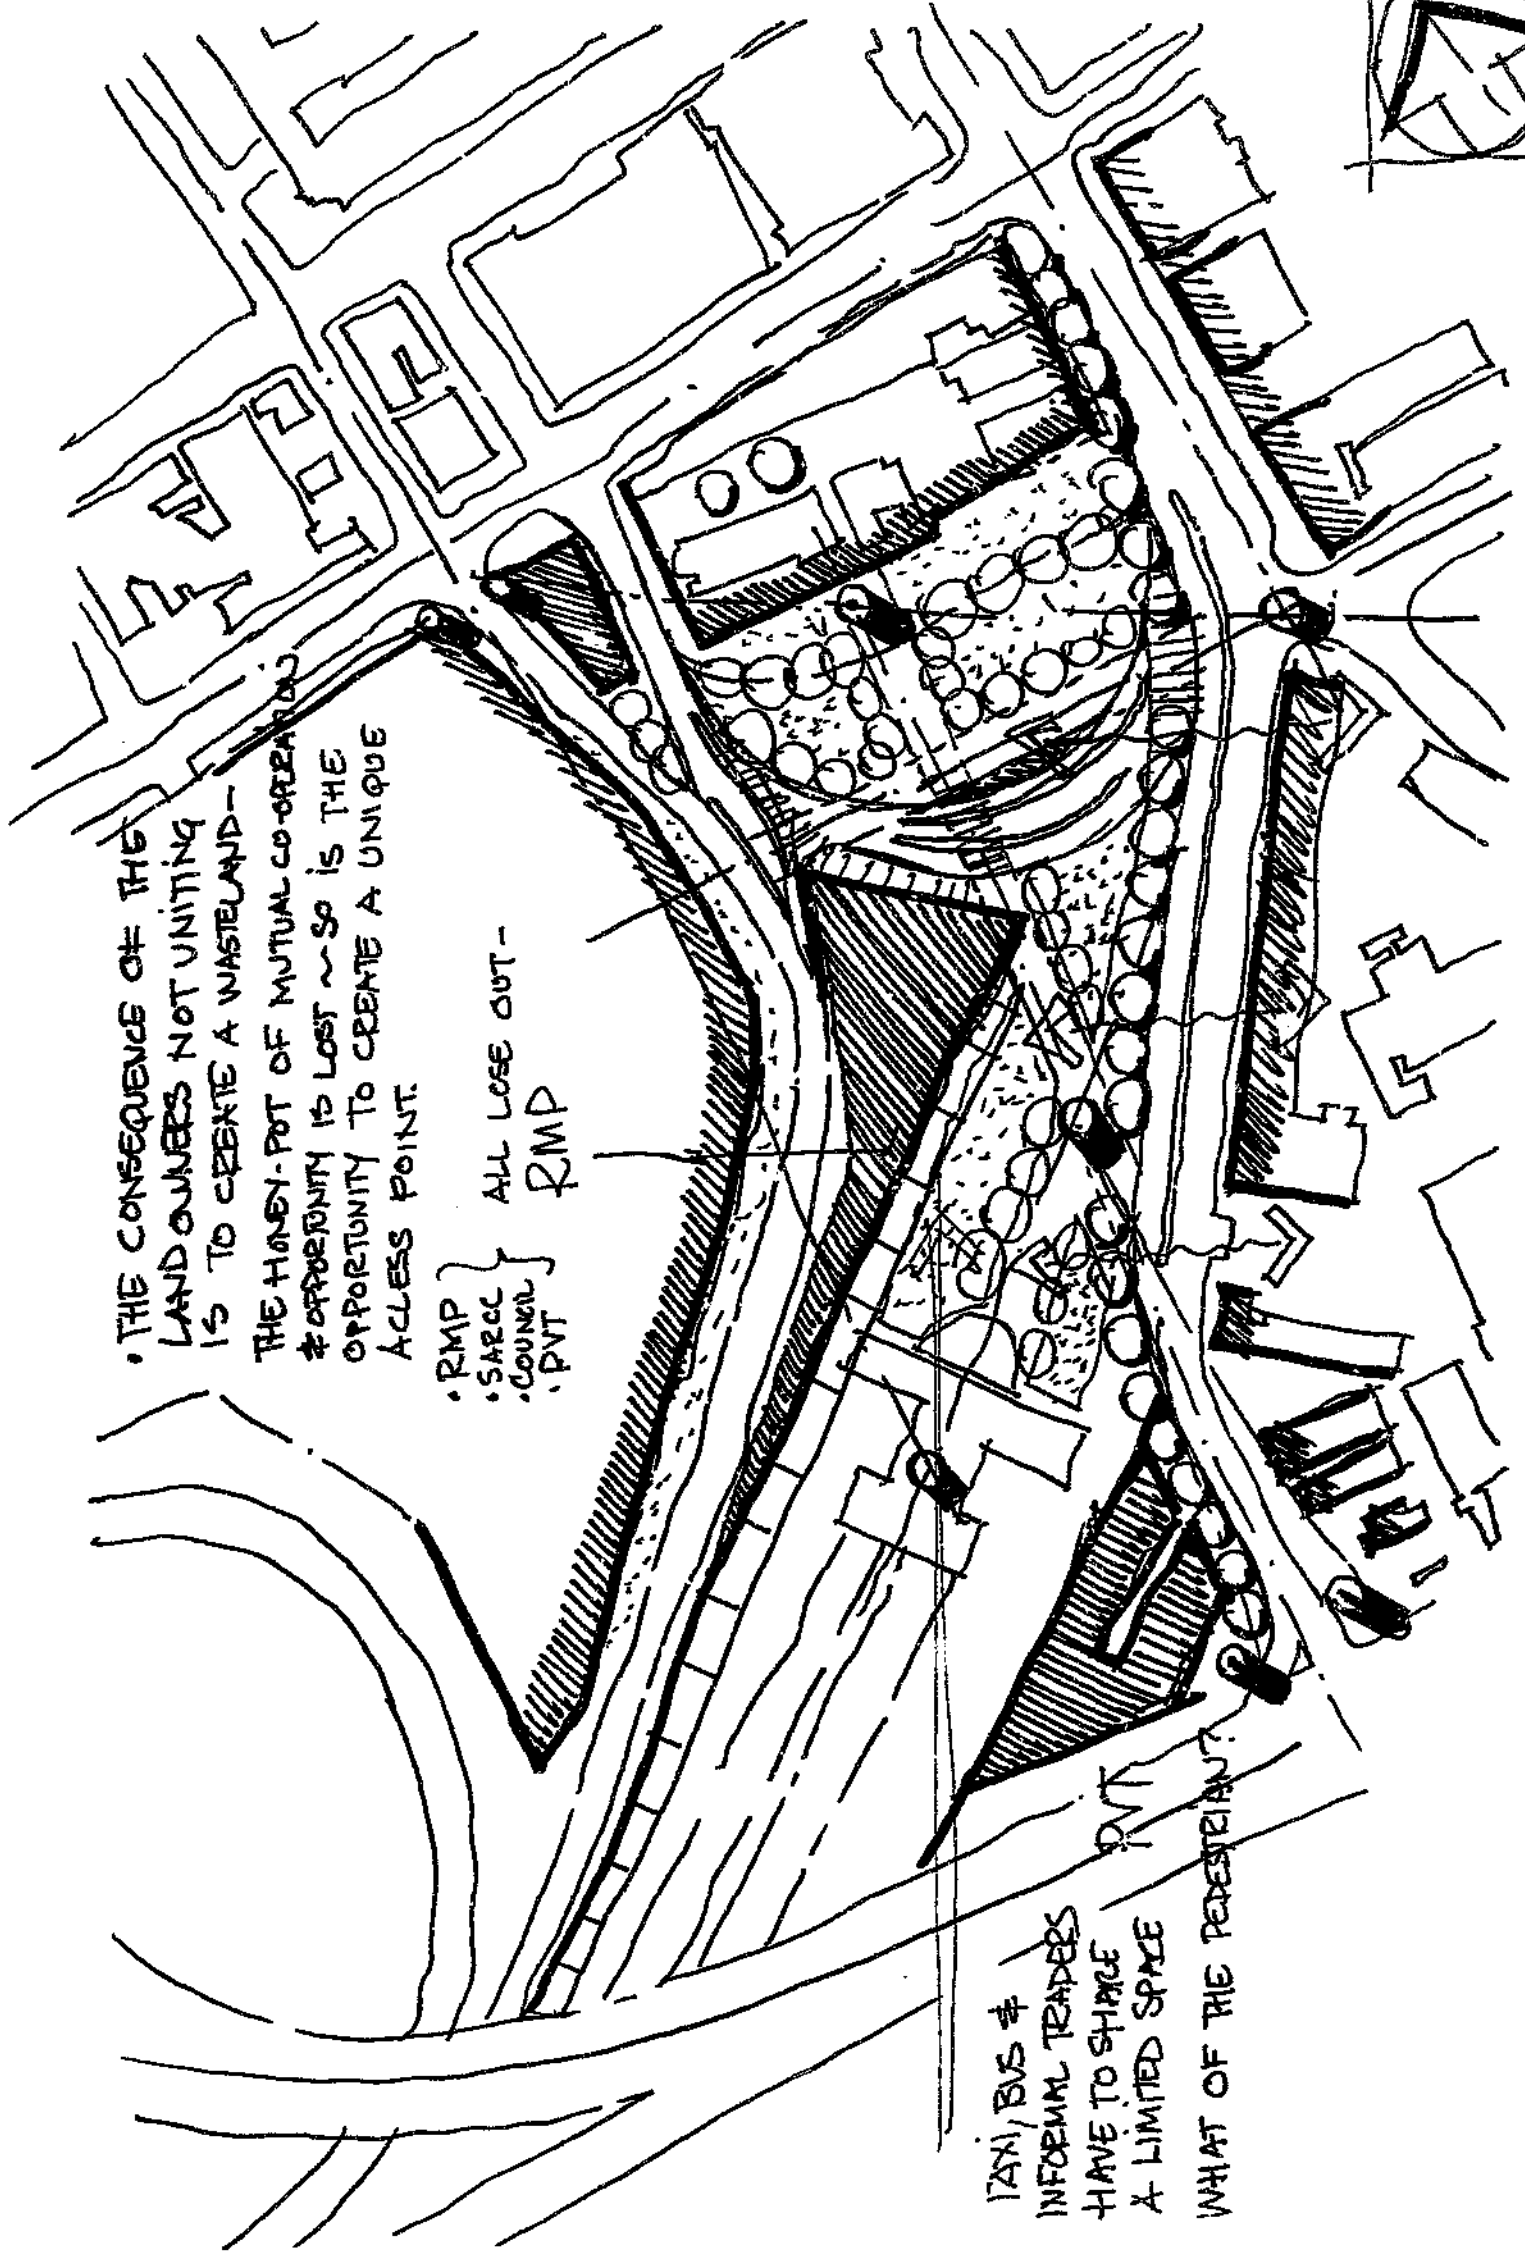 • THE CONSEQUENCE OF THE
LAND OWNERS NOT UNITING
IS TO CREATE A WASTELAND-
THE HONEY-POT OF MUTUAL CO-OPERATION
& OPPORTUNITY IS LOST ~ SO IS THE
OPPORTUNITY TO CREATE A UNIQUE
ACCESS POINT.
• RMP
• SARCC
• COUNCIL
• PVT
ALL LOSE OUT -
RMP
TAXI, BUS &
INFORMAL TRADERS
HAVE TO SHARE
A LIMITED SPACE
WHAT OF THE PEDESTRIAN?
PVT